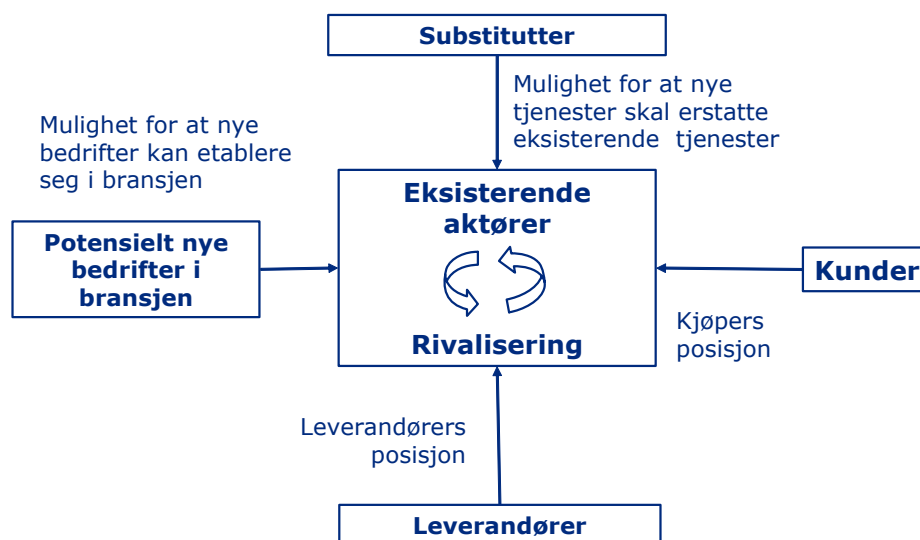 Substitutter
Mulighet for at nye
tjenester skal erstatte
eksisterende tjenester
Mulighet for at nye
bedrifter kan etablere
seg i bransjen
Eksisterende
aktører
Rivalisering
Potensielt nye
bedrifter i
bransjen
Kunder
Kjøpers
posisjon
Leverandørers
posisjon
Leverandører